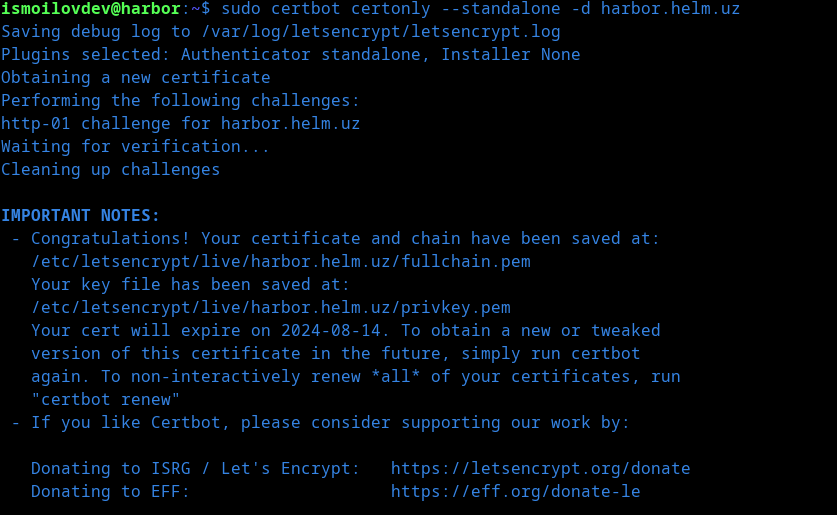 ismoilovdev@harbor:~$ sudo certbot certonly --standalone -d harbor.helm.uz
Saving debug log to /var/log/letsencrypt/letsencrypt.log
Plugins selected: Authenticator standalone, Installer None
Obtaining a new certificate
Performing the following challenges:
http-01 challenge for harbor.helm.uz
Waiting for verification...
Cleaning up challenges

IMPORTANT NOTES:
 - Congratulations! Your certificate and chain have been saved at:
   /etc/letsencrypt/live/harbor.helm.uz/fullchain.pem
   Your key file has been saved at:
   /etc/letsencrypt/live/harbor.helm.uz/privkey.pem
   Your cert will expire on 2024-08-14. To obtain a new or tweaked
   version of this certificate in the future, simply run certbot
   again. To non-interactively renew *all* of your certificates, run
   "certbot renew"
 - If you like Certbot, please consider supporting our work by:

   Donating to ISRG / Let's Encrypt:   https://letsencrypt.org/donate
   Donating to EFF:                    https://eff.org/donate-le